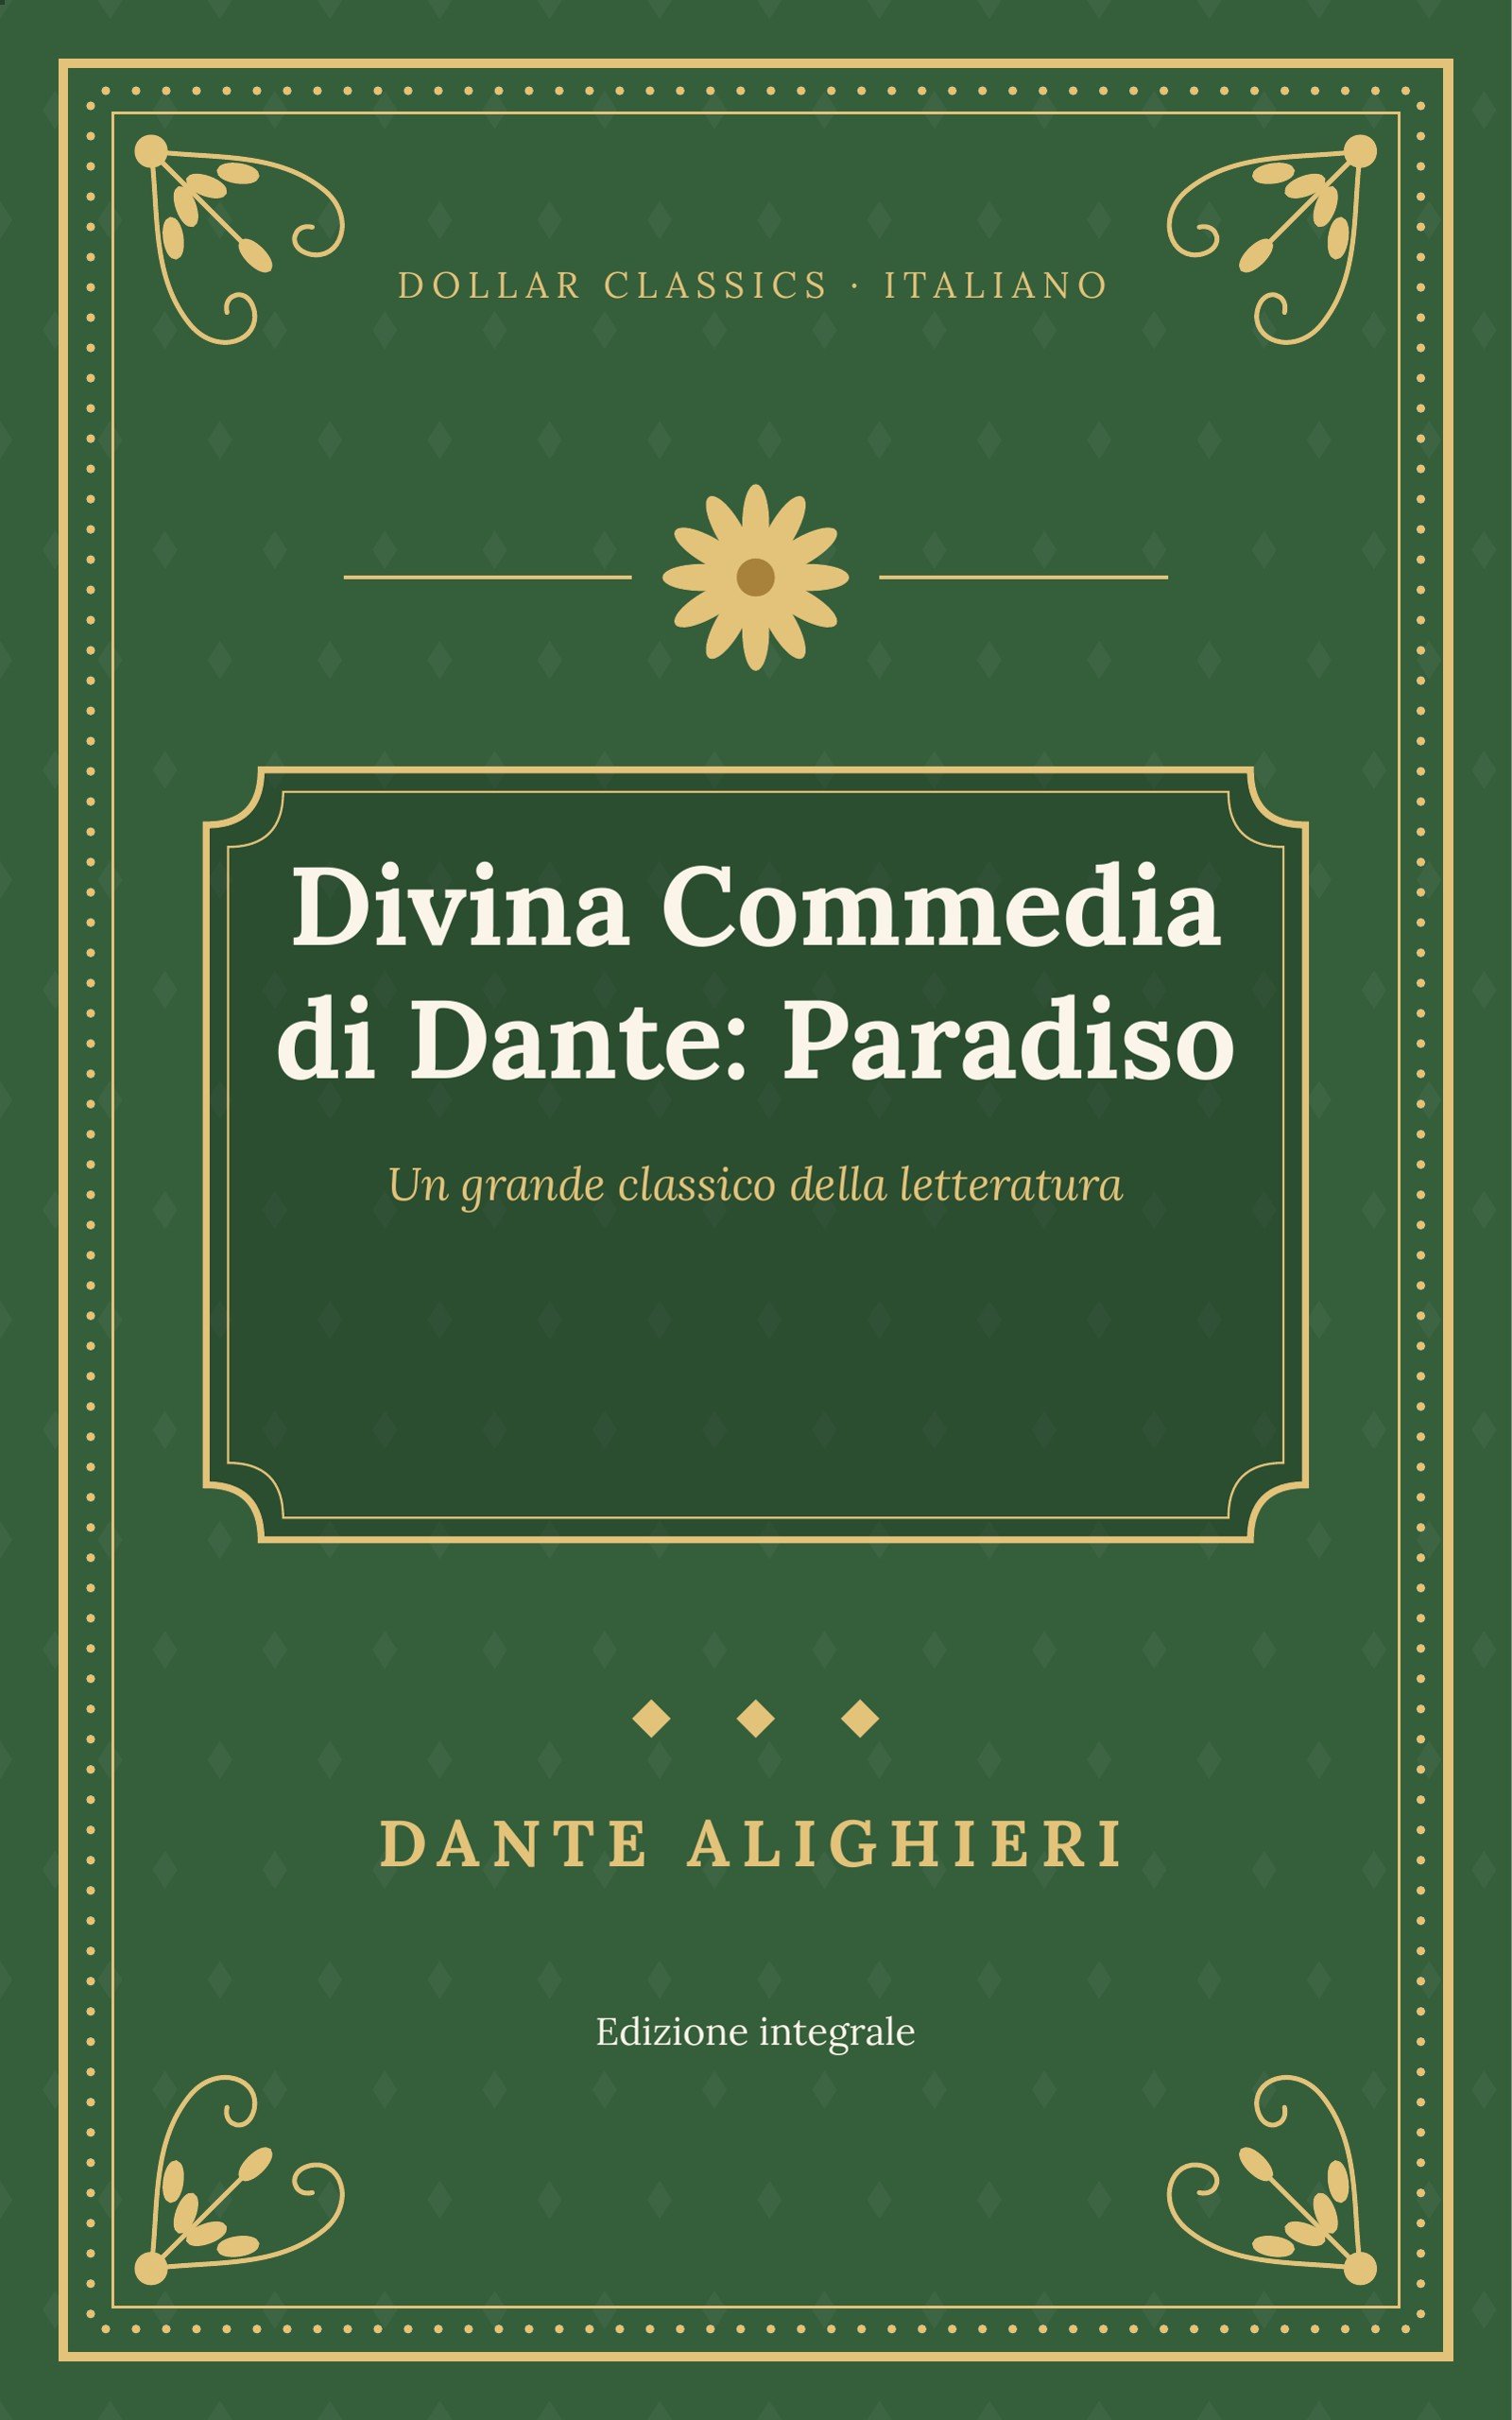 DOLLAR CLASSICS · ITALIANO
Divina Commedia
di Dante: Paradiso
Un grande classico della letteratura
DANTE ALIGHIERI
Edizione integrale